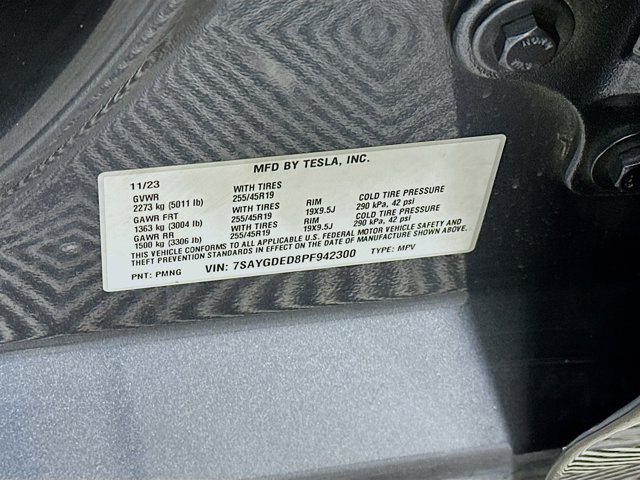 MFD BY TESLA, INC.
11/23
GVWR WITH TIRES
2273 kg (5011 lb) 255/45R19 RIM COLD TIRE PRESSURE
GAWR FRT WITH TIRES 19X9.5J 290 kPa, 42 psi
1363 kg (3004 lb) 255/45R19 RIM COLD TIRE PRESSURE
GAWR RR WITH TIRES 19X9.5J 290 kPa, 42 psi
1500 kg (3306 lb) 255/45R19
THIS VEHICLE CONFORMS TO ALL APPLICABLE U.S. FEDERAL MOTOR VEHICLE SAFETY AND
THEFT PREVENTION STANDARDS IN EFFECT ON THE DATE OF MANUFACTURE SHOWN ABOVE.
PNT: PMNG VIN: 7SAYGDED8PF942300 TYPE: MPV